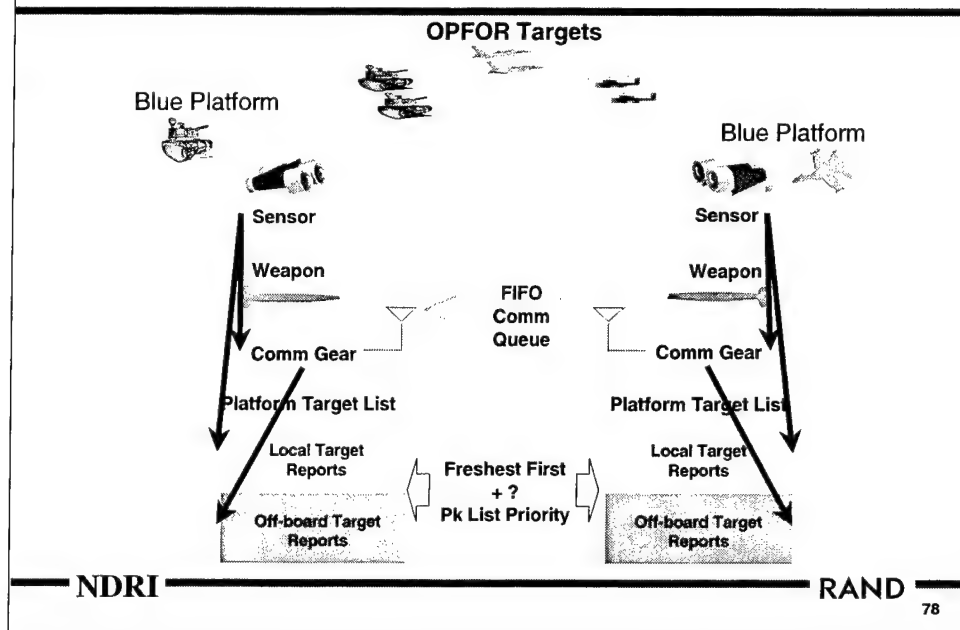 OPFOR Targets
Blue Platform
Blue Platform
Sensor
Sensor
Weapon
Weapon
FIFO
Comm
Queue
Comm Gear
Comm Gear
Platform Target List
Platform Target List
Local Target
Reports
Local Target
Reports
Freshest First
+ ?
Pk List Priority
Off-board Target
Reports
Off-board Target
Reports
NDRI
RAND
78